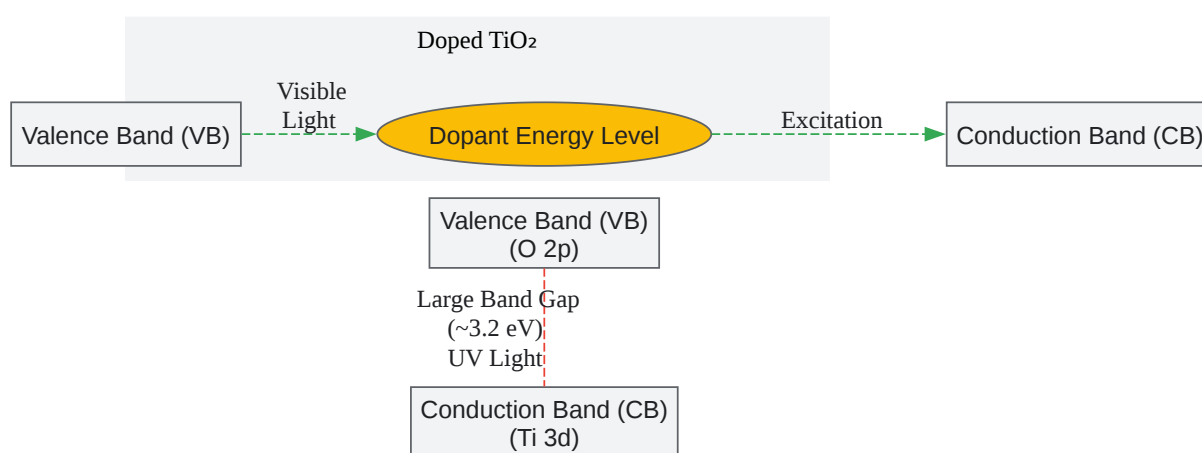 Doped TiO₂
Valence Band (VB)
Visible
Light
Dopant Energy Level
Excitation
Conduction Band (CB)
Valence Band (VB)
(O 2p)
Large Band Gap
(~3.2 eV)
UV Light
Conduction Band (CB)
(Ti 3d)